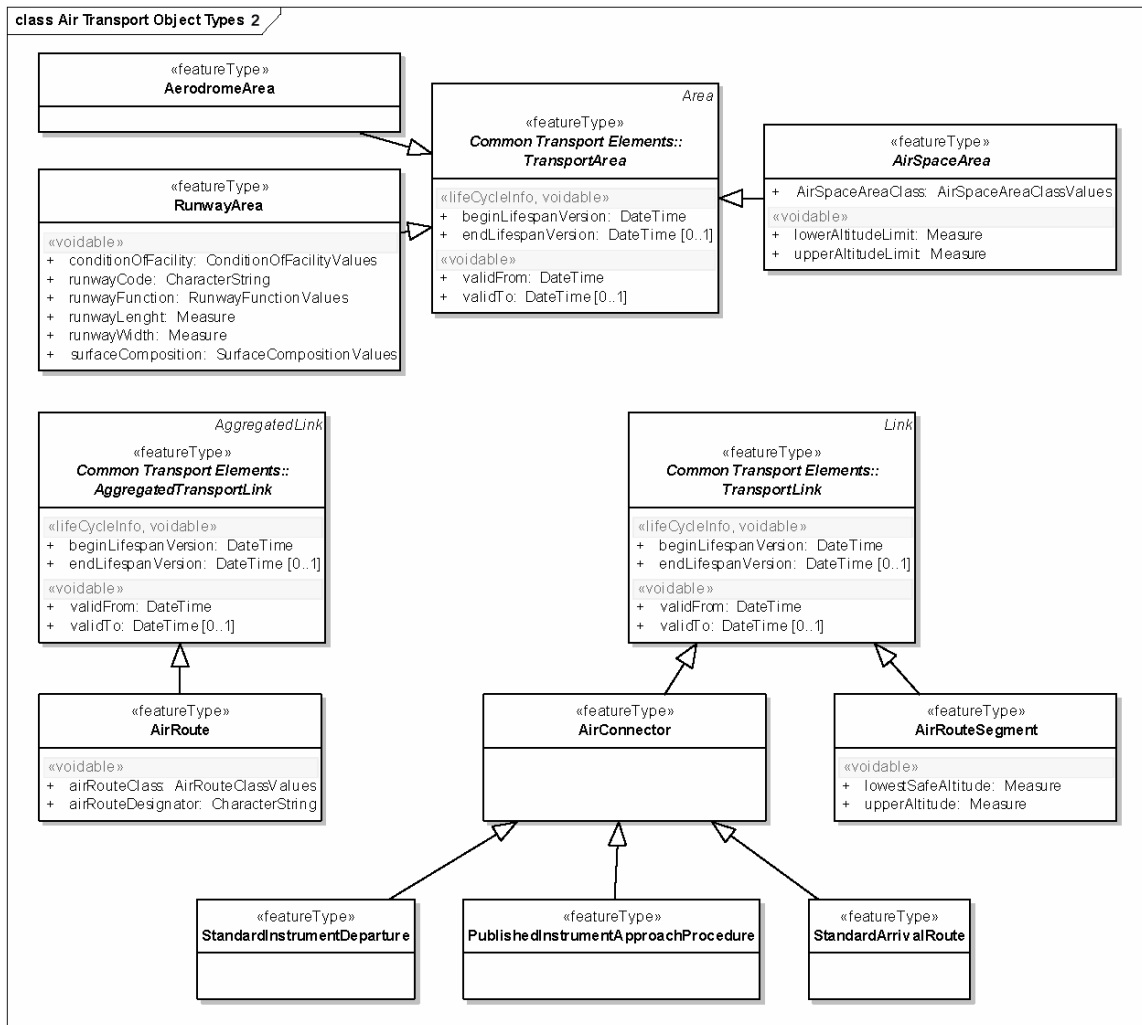 class Air Transport Object Types 2
«featureType»
AerodromeArea
Area
«featureType»
Common Transport Elements::
TransportArea
«lifeCycleInfo, voidable»
+ beginLifespanVersion: DateTime
+ endLifespanVersion: DateTime [0..1]
«voidable»
+ validFrom: DateTime
+ validTo: DateTime [0..1]
«featureType»
AirSpaceArea
+ AirSpaceAreaClass: AirSpaceAreaClassValues
«voidable»
+ lowerAltitudeLimit: Measure
+ upperAltitudeLimit: Measure
«featureType»
RunwayArea
«voidable»
+ conditionOfFacility: ConditionOfFacilityValues
+ runwayCode: CharacterString
+ runwayFunction: RunwayFunctionValues
+ runwayLenght: Measure
+ runwayWidth: Measure
+ surfaceComposition: SurfaceCompositionValues
AggregatedLink
«featureType»
Common Transport Elements::
AggregatedTransportLink
«lifeCycleInfo, voidable»
+ beginLifespanVersion: DateTime
+ endLifespanVersion: DateTime [0..1]
«voidable»
+ validFrom: DateTime
+ validTo: DateTime [0..1]
Link
«featureType»
Common Transport Elements::
TransportLink
«lifeCycleInfo, voidable»
+ beginLifespanVersion: DateTime
+ endLifespanVersion: DateTime [0..1]
«voidable»
+ validFrom: DateTime
+ validTo: DateTime [0..1]
«featureType»
AirRoute
«voidable»
+ airRouteClass: AirRouteClassValues
+ airRouteDesignator: CharacterString
«featureType»
AirConnector
«featureType»
AirRouteSegment
«voidable»
+ lowestSafeAltitude: Measure
+ upperAltitude: Measure
«featureType»
StandardInstrumentDeparture
«featureType»
PublishedInstrumentApproachProcedure
«featureType»
StandardArrivalRoute